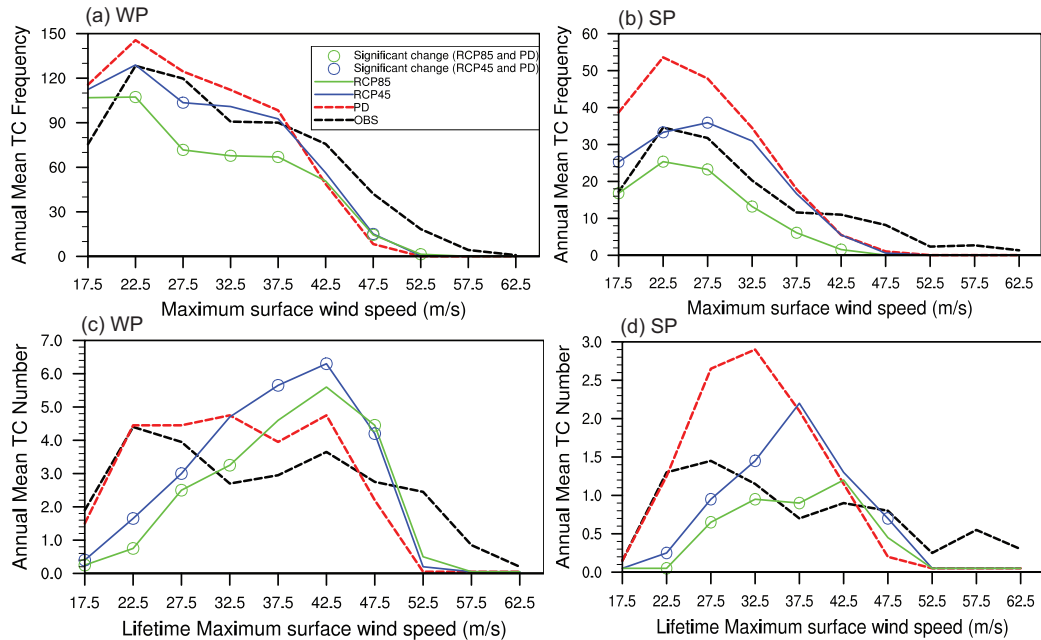 (a) WP
Annual Mean TC Frequency
150
120
90
60
30
0
Significant change (RCP85 and PD)
Significant change (RCP45 and PD)
RCP85
RCP45
PD
OBS
17.5 22.5 27.5 32.5 37.5 42.5 47.5 52.5 57.5 62.5
Maximum surface wind speed (m/s)
(b) SP
Annual Mean TC Frequency
60
50
40
30
20
10
0
17.5 22.5 27.5 32.5 37.5 42.5 47.5 52.5 57.5 62.5
Maximum surface wind speed (m/s)
(c) WP
Annual Mean TC Number
7.0
6.0
5.0
4.0
3.0
2.0
1.0
0.0
17.5 22.5 27.5 32.5 37.5 42.5 47.5 52.5 57.5 62.5
Lifetime Maximum surface wind speed (m/s)
(d) SP
Annual Mean TC Number
3.0
2.5
2.0
1.5
1.0
0.5
0.0
17.5 22.5 27.5 32.5 37.5 42.5 47.5 52.5 57.5 62.5
Lifetime Maximum surface wind speed (m/s)